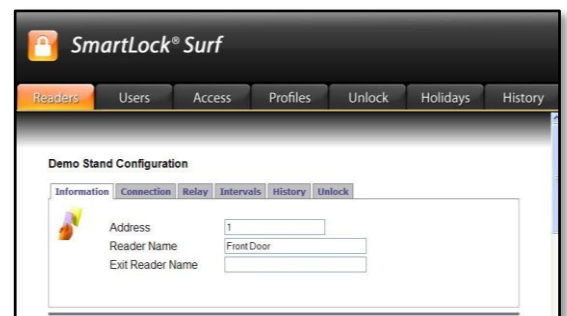 SmartLock® Surf
Readers Users Access Profiles Unlock Holidays History
Demo Stand Configuration
Information Connection Relay Intervals History Unlock
Address 1
Reader Name Front Door
Exit Reader Name